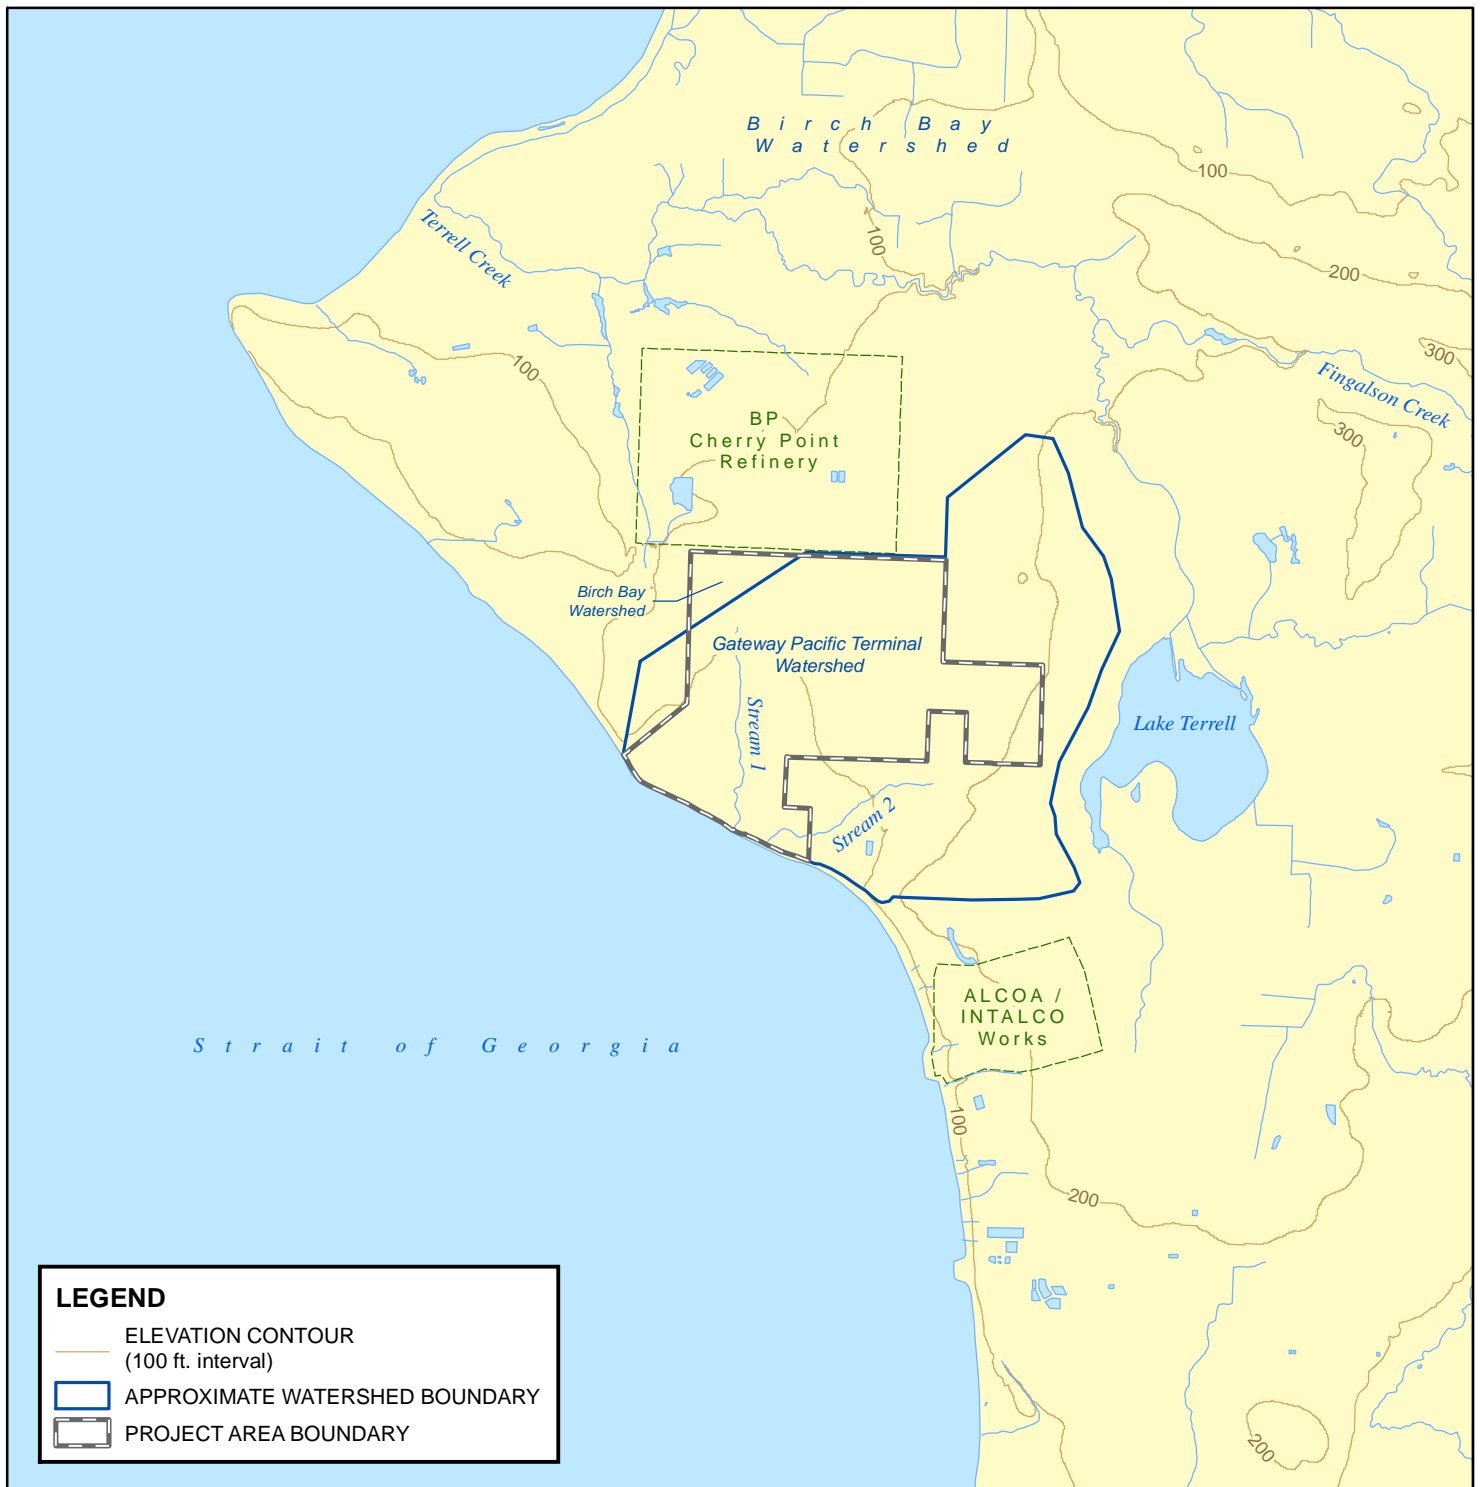 Birch Bay
Watershed
100
Terrell Creek
100
200
300
Fingalson Creek
100
300
BP
Cherry Point
Refinery
Birch Bay
Watershed
Gateway Pacific Terminal
Watershed
Stream 1
Lake Terrell
Stream 2
ALCOA /
INTALCO
Works
Strait of Georgia
100
200
200
LEGEND
ELEVATION CONTOUR
(100 ft. interval)
APPROXIMATE WATERSHED BOUNDARY
PROJECT AREA BOUNDARY